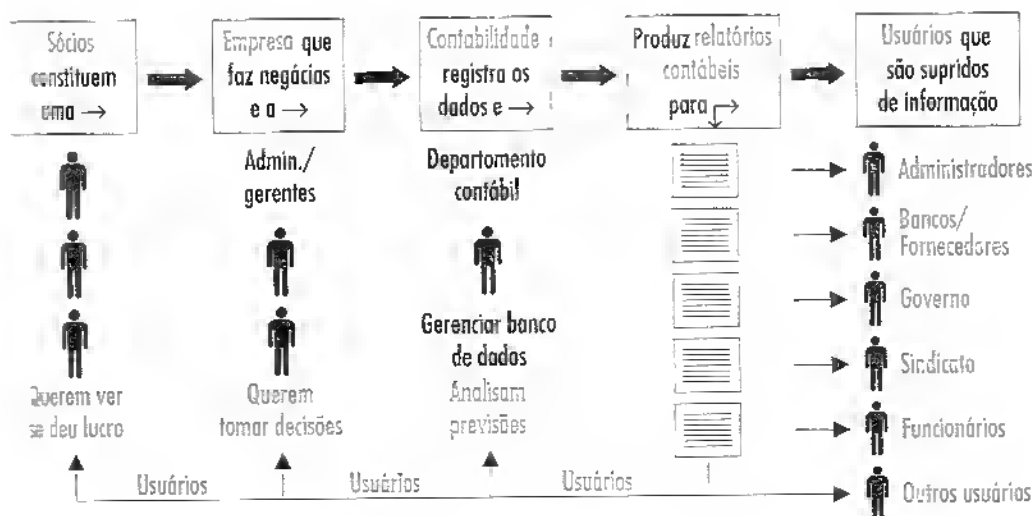 Sócios
constituem
uma →
Empresa que
faz negácias
e a →
Contabilidade
registra os
dados e →
Produz relatórios
contábeis
para
Usuários que
são supridos
de informação
Admin./
gerentes
Departamento
contábil
Gerenciar banco
de dados
Analisam
previsões
Querem ver
se deu lucro
Querem
tomar decisões
Administradores
Bancos/
Fornecedores
Governo
Sindicato
Funcionários
Outros usuários
Usuários
Usuários
Usuários